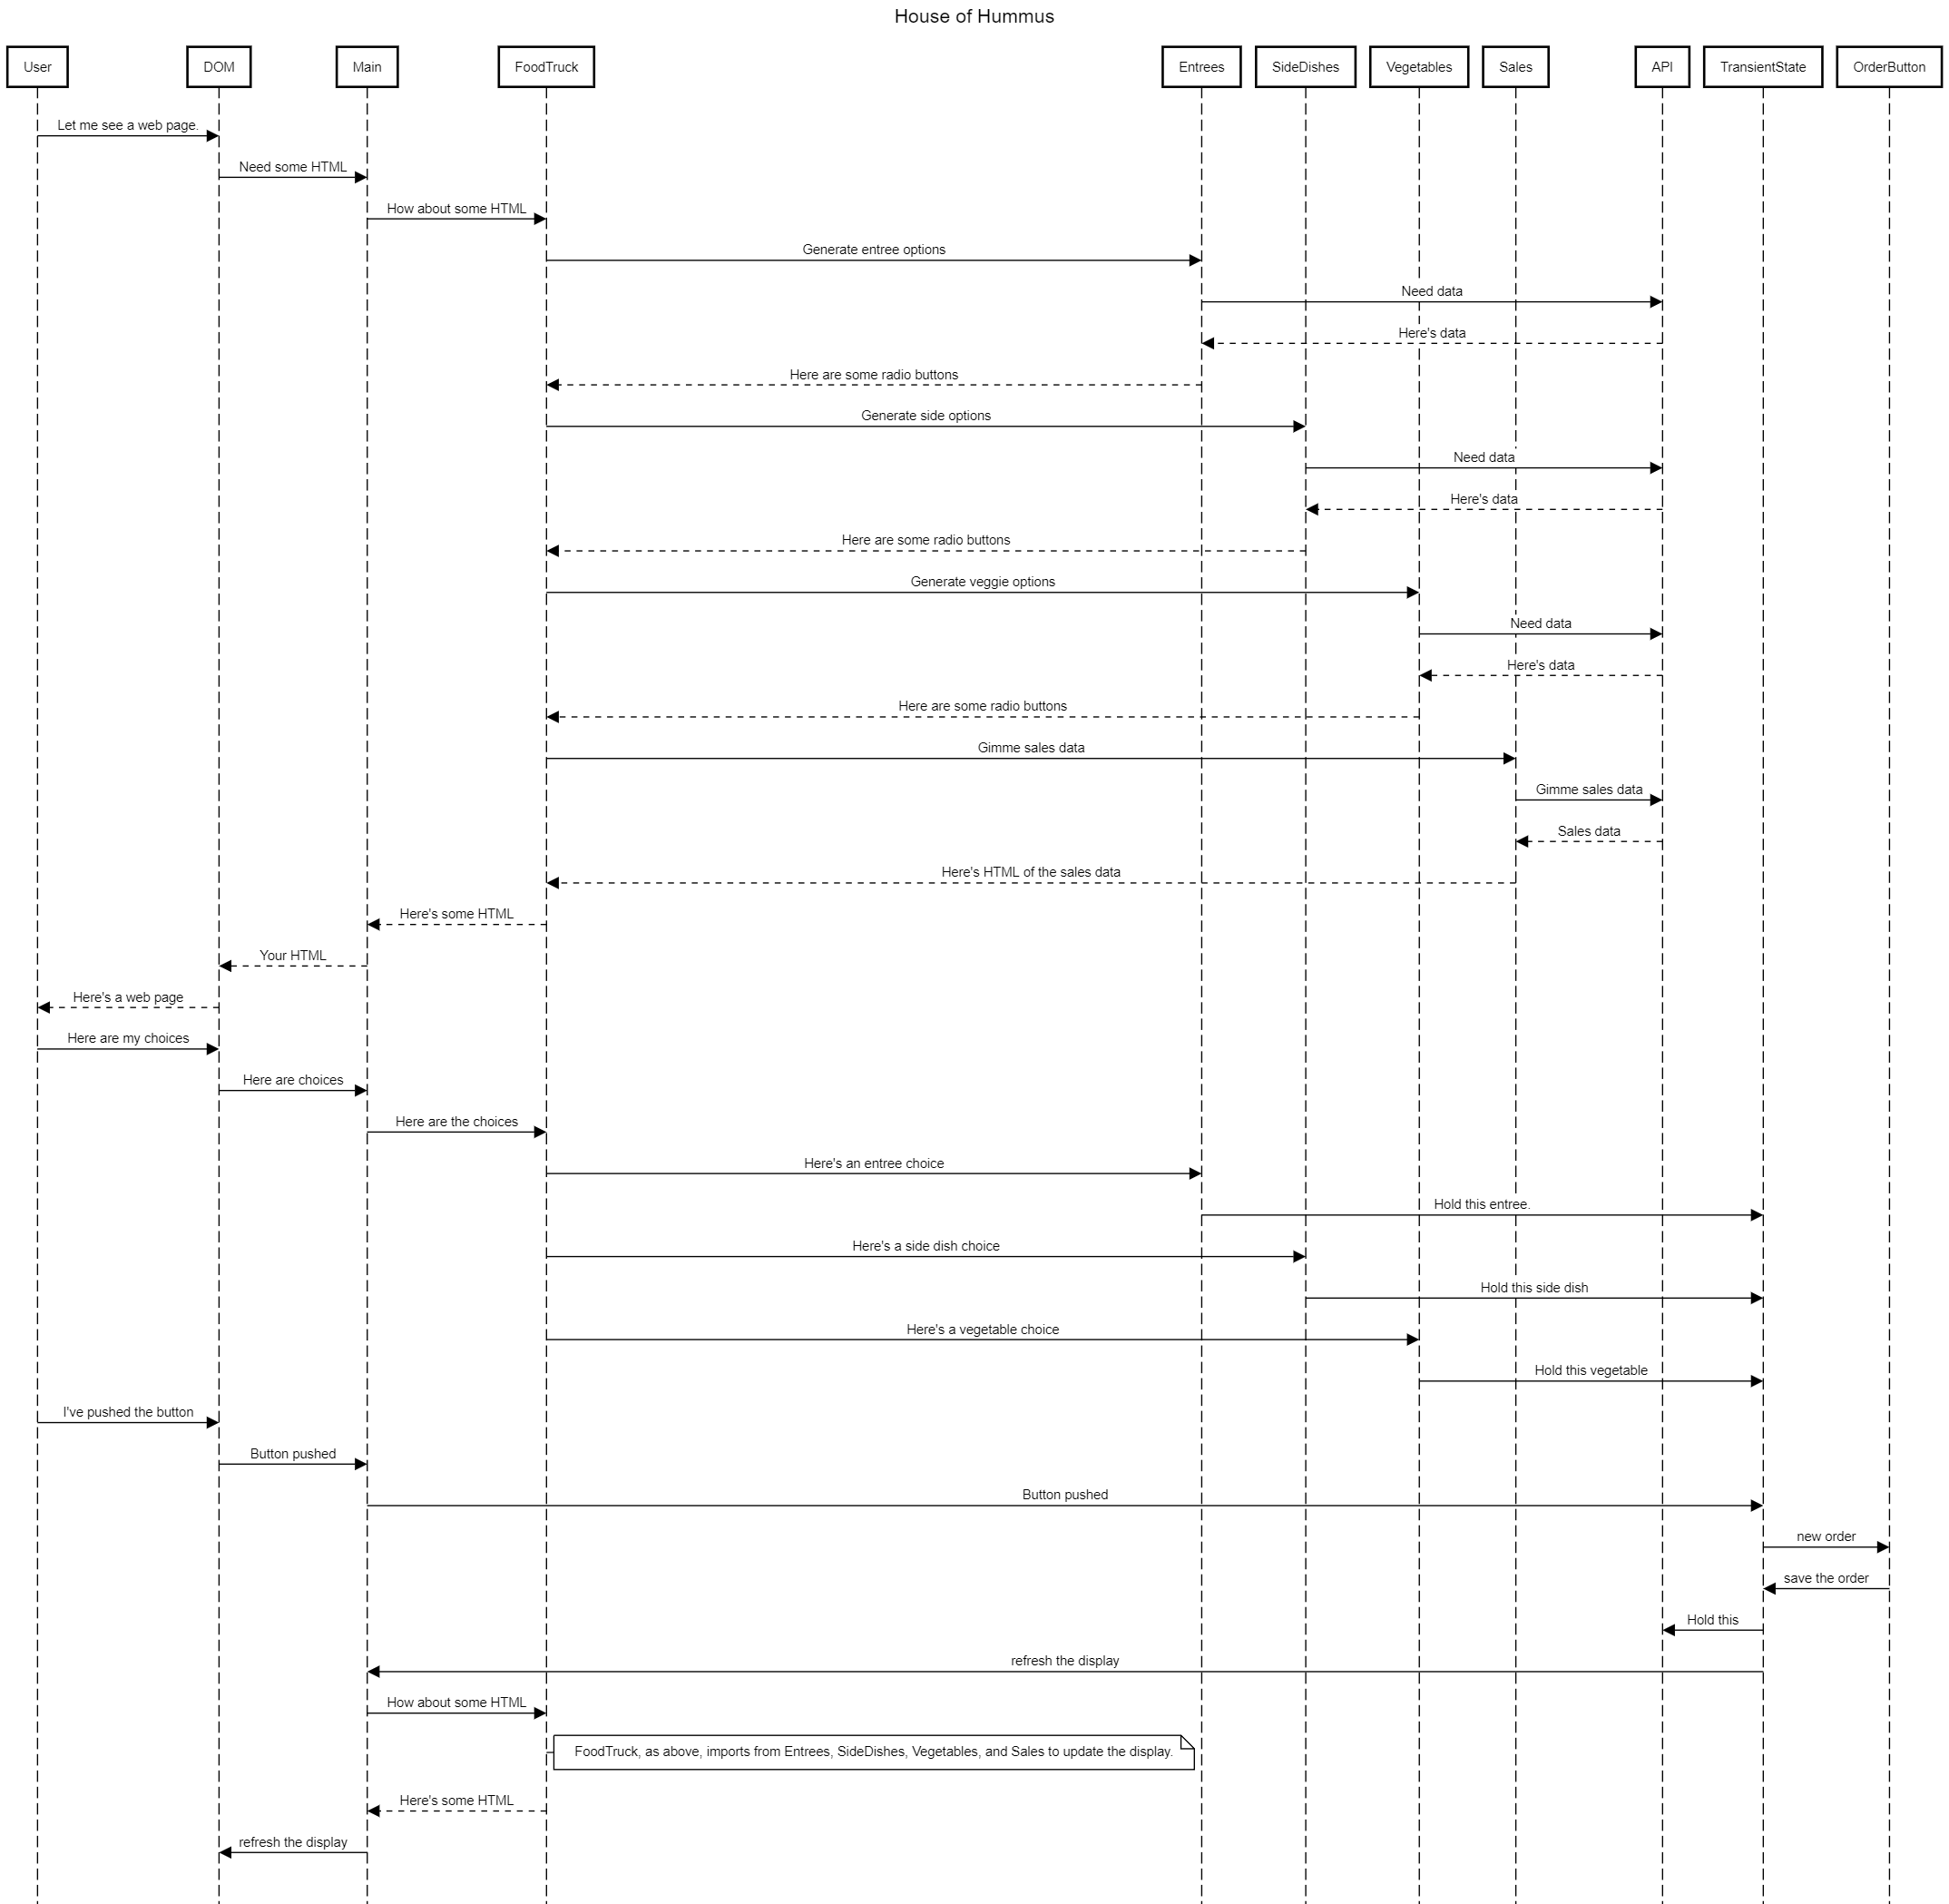 House of Hummus
User
DOM
Main
FoodTruck
Entrees
SideDishes
Vegetables
Sales
API
TransientState
OrderButton
Let me see a web page.
Need some HTML
How about some HTML
Generate entree options
Need data
Here's data
Here are some radio buttons
Generate side options
Need data
Here's data
Here are some radio buttons
Generate veggie options
Need data
Here's data
Here are some radio buttons
Gimme sales data
Gimme sales data
Sales data
Here's HTML of the sales data
Here's some HTML
Your HTML
Here's a web page
Here are my choices
Here are choices
Here are the choices
Here's an entree choice
Hold this entree.
Here's a side dish choice
Hold this side dish
Here's a vegetable choice
Hold this vegetable
I've pushed the button
Button pushed
Button pushed
new order
save the order
Hold this
refresh the display
How about some HTML
FoodTruck, as above, imports from Entrees, SideDishes, Vegetables, and Sales to update the display.
Here's some HTML
refresh the display